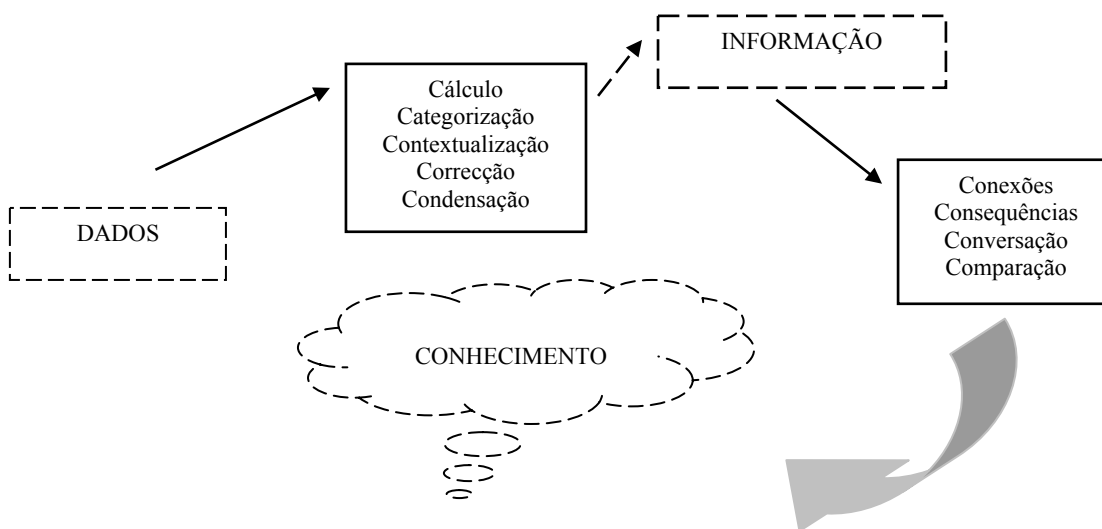 DADOS
Cálculo
Categorização
Contextualização
Correcção
Condensação
INFORMAÇÃO
Conexões
Consequências
Conversação
Comparação
CONHECIMENTO